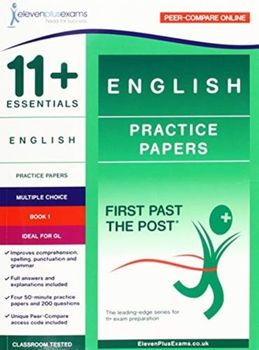 elevenplusexams
head for success
PEER-COMPARE ONLINE
11+
ESSENTIALS
ENGLISH
PRACTICE PAPERS
MULTIPLE CHOICE
BOOK 1
IDEAL FOR GL
✓ Improves comprehension, spelling, punctuation and grammar
✓ Full answers and explanations included
✓ Four 50-minute practice papers and 200 questions
✓ Unique Peer-Compare access code included
CLASSROOM TESTED
ENGLISH
PRACTICE
PAPERS
FIRST PAST
THE POST®
The leading-edge series for
11+ exam preparation
ElevenPlusExams.co.uk